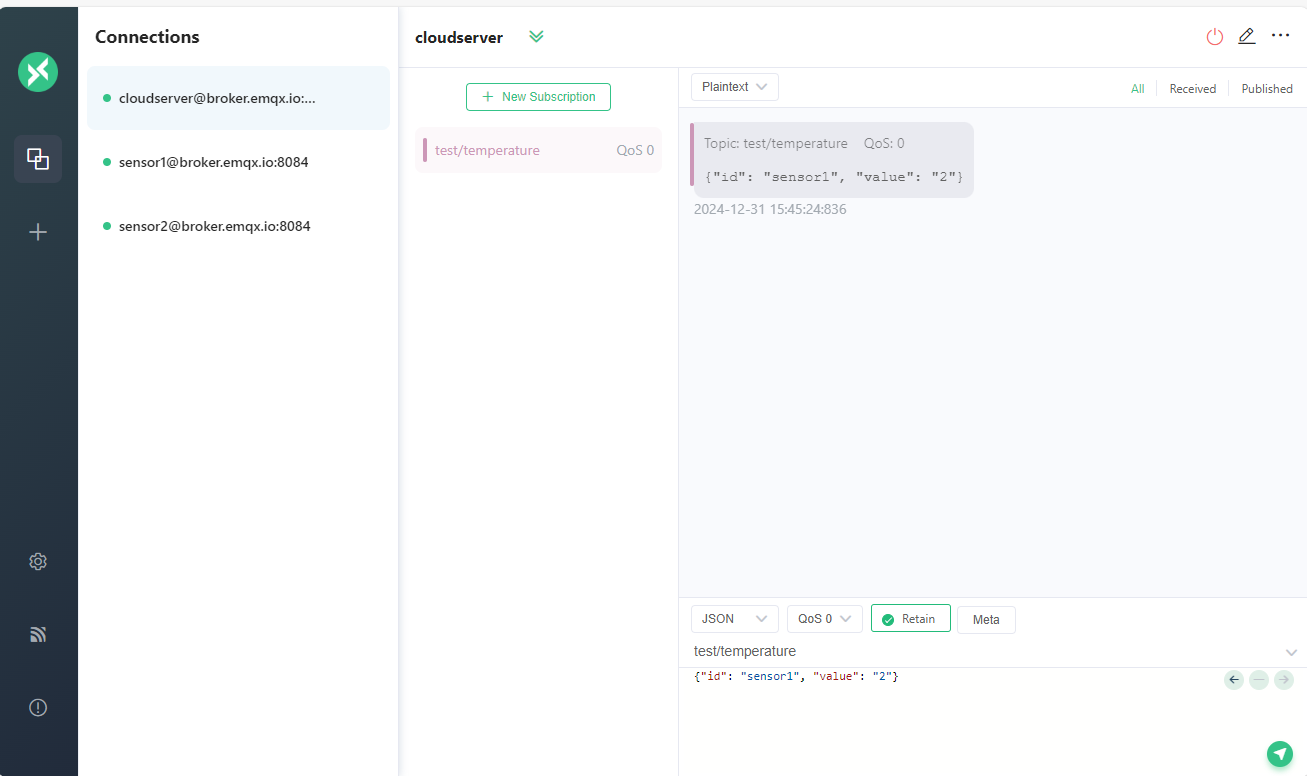 Connections
cloudserver@broker.emqx.io:...
sensor1@broker.emqx.io:8084
sensor2@broker.emqx.io:8084
cloudserver
+ New Subscription
test/temperature QoS 0
Plaintext
All Received Published
Topic: test/temperature QoS: 0
{"id": "sensor1", "value": "2"}
2024-12-31 15:45:24:836
JSON QoS 0 Retain Meta
test/temperature
{"id": "sensor1", "value": "2"}